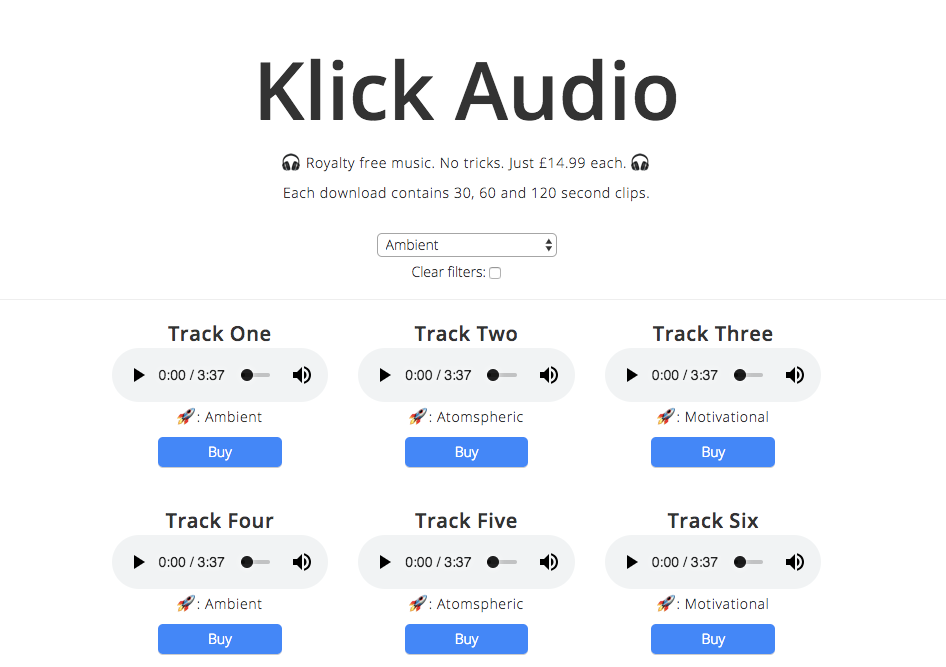 Klick Audio
🎧 Royalty free music. No tricks. Just £14.99 each. 🎧
Each download contains 30, 60 and 120 second clips.
Ambient
Clear filters:
Track One
Track Two
Track Three
0:00 / 3:37
0:00 / 3:37
0:00 / 3:37
🚀: Ambient
🚀: Atomspheric
🚀: Motivational
Buy
Buy
Buy
Track Four
Track Five
Track Six
0:00 / 3:37
0:00 / 3:37
0:00 / 3:37
🚀: Ambient
🚀: Atomspheric
🚀: Motivational
Buy
Buy
Buy